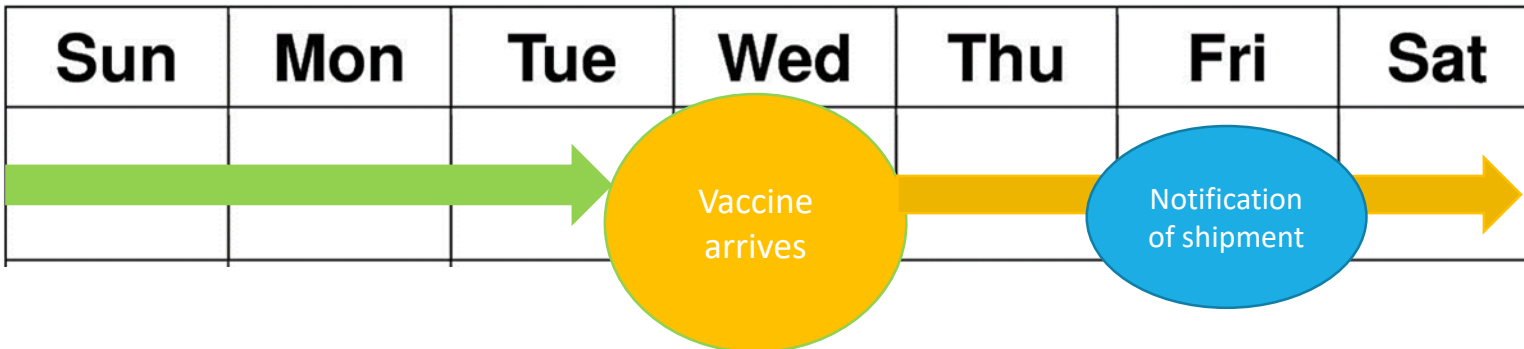 Sun Mon Tue Wed Thu Fri Sat
Vaccine
arrives
Notification
of shipment